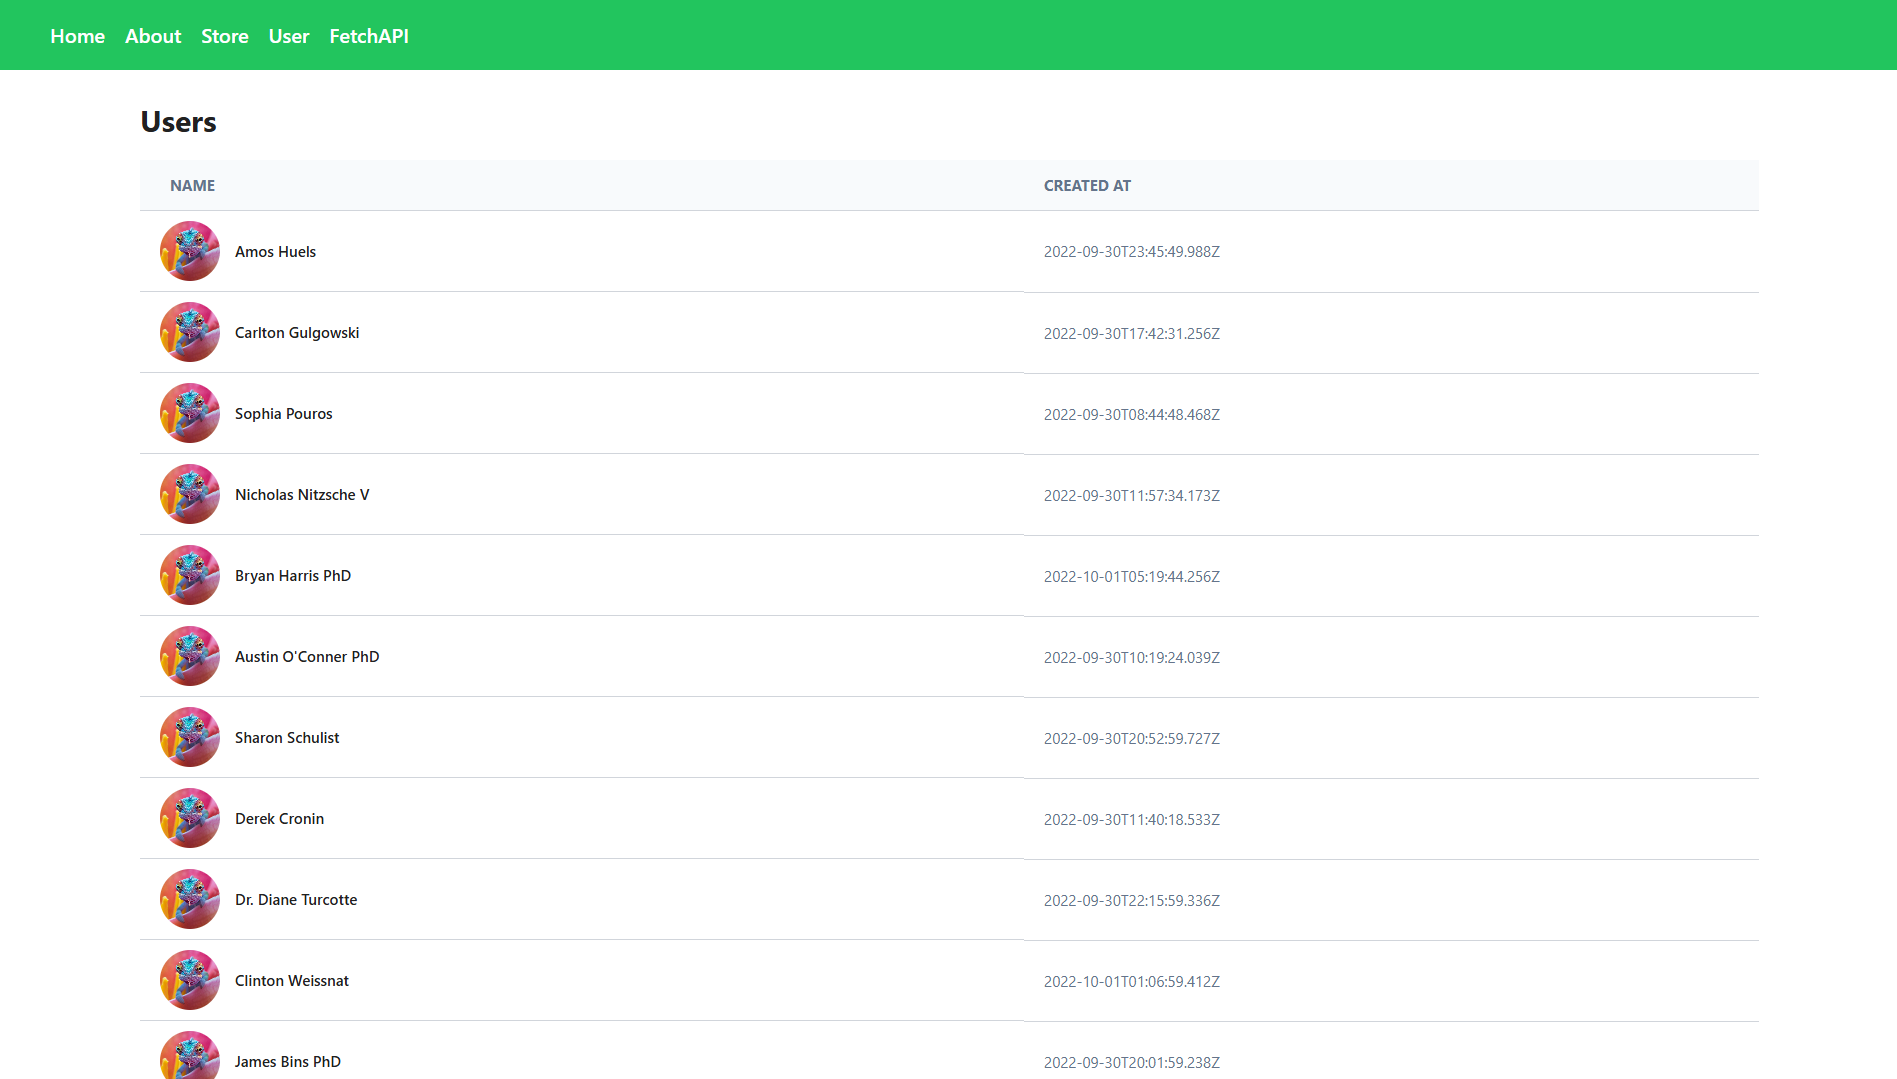 Home About Store User FetchAPI
Users
NAME CREATED AT
Amos Huels 2022-09-30T23:45:49.988Z
Carlton Gulgowski 2022-09-30T17:42:31.256Z
Sophia Pouros 2022-09-30T08:44:48.468Z
Nicholas Nitzsche V 2022-09-30T11:57:34.173Z
Bryan Harris PhD 2022-10-01T05:19:44.256Z
Austin O'Conner PhD 2022-09-30T10:19:24.039Z
Sharon Schulist 2022-09-30T20:52:59.727Z
Derek Cronin 2022-09-30T11:40:18.533Z
Dr. Diane Turcotte 2022-09-30T22:15:59.336Z
Clinton Weissnat 2022-10-01T01:06:59.412Z
James Bins PhD 2022-09-30T20:01:59.238Z